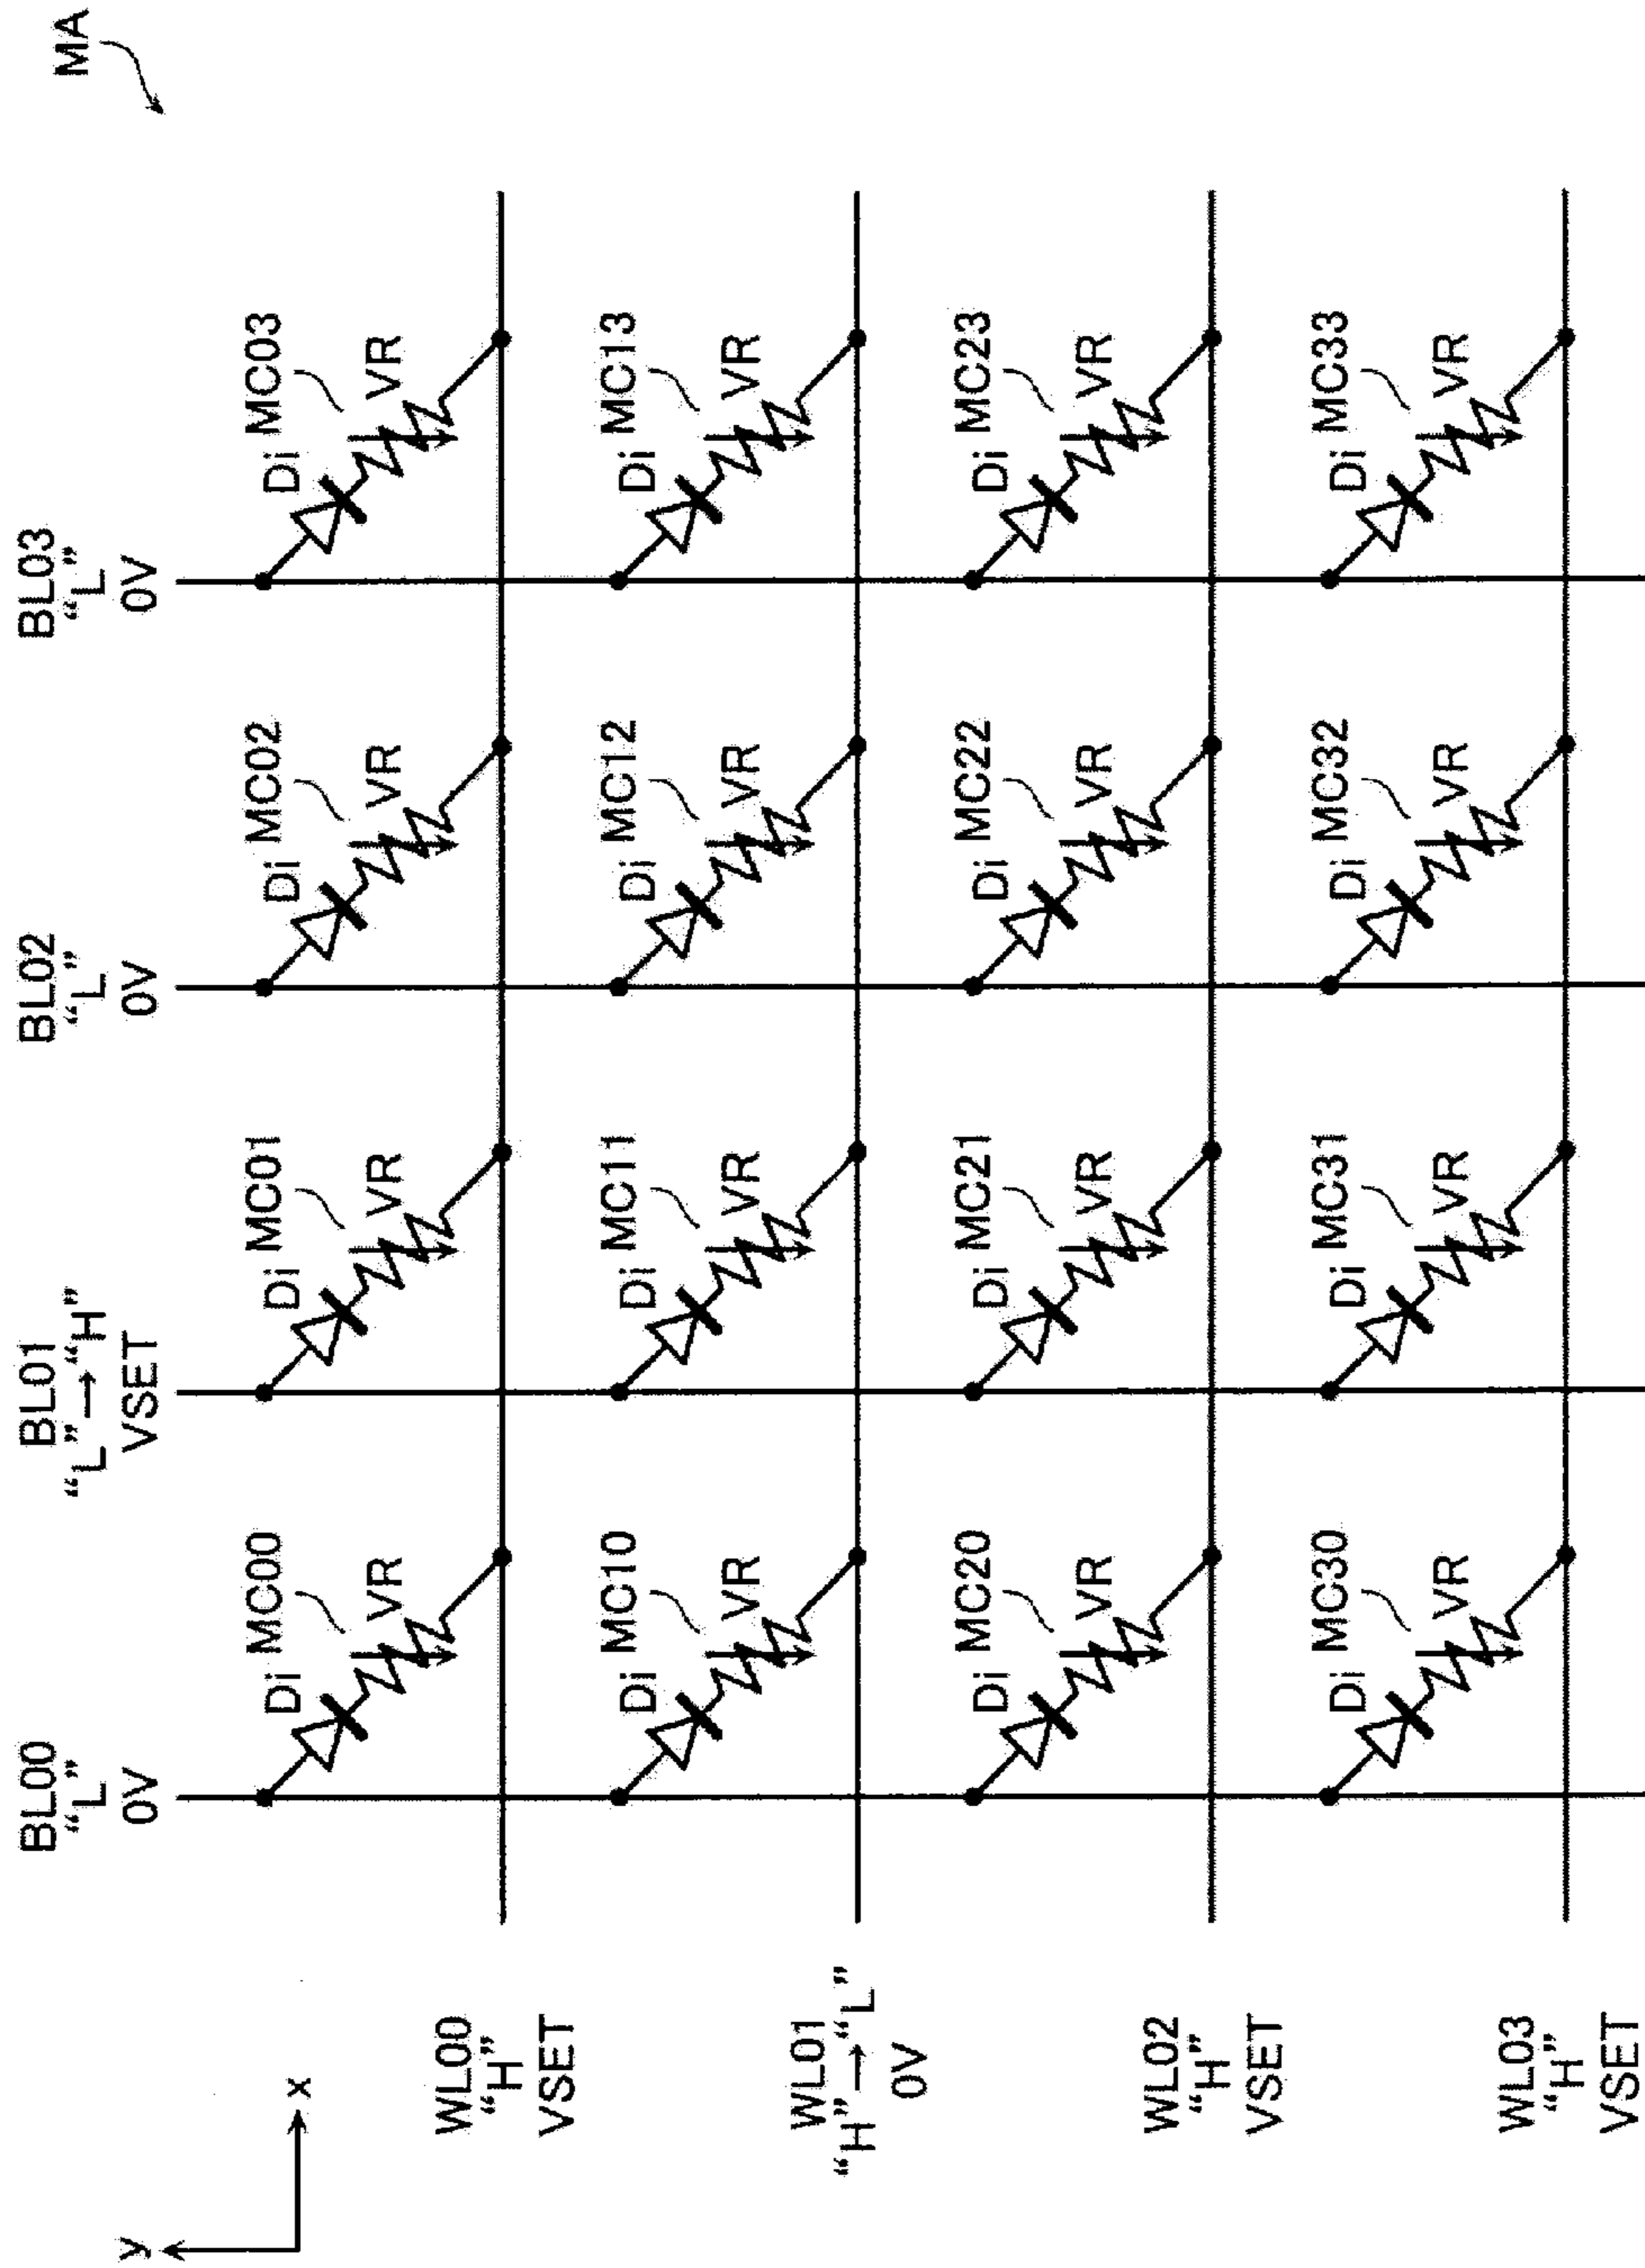 MA
BL00
“L”
0V
BL01
“L”→“H”
VSET
BL02
“L”
0V
BL03
“L”
0V
y
x
MC00
Di
VR
MC01
Di
VR
MC02
Di
VR
MC03
Di
VR
WL00
“H”
VSET
MC10
Di
VR
MC11
Di
VR
MC12
Di
VR
MC13
Di
VR
WL01
“H”→“L”
0V
MC20
Di
VR
MC21
Di
VR
MC22
Di
VR
MC23
Di
VR
WL02
“H”
VSET
MC30
Di
VR
MC31
Di
VR
MC32
Di
VR
MC33
Di
VR
WL03
“H”
VSET